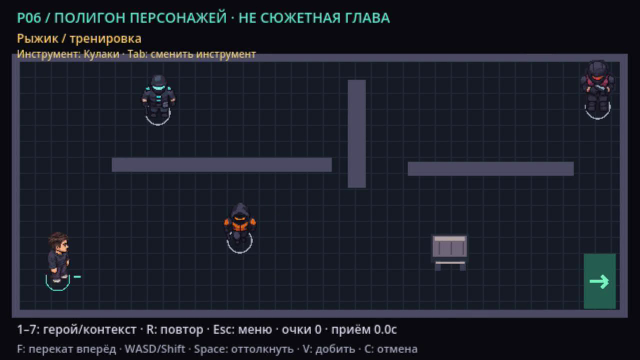 P06 / ПОЛИГОН ПЕРСОНАЖЕЙ · НЕ СЮЖЕТНАЯ ГЛАВА
Рыжик / тренировка
Инструмент: Кулаки · Tab: сменить инструмент
1–7: герой/контекст · R: повтор · Esc: меню · очки 0 · приём 0.0с
F: перекат вперёд · WASD/Shift · Space: оттолкнуть · V: добить · C: отмена